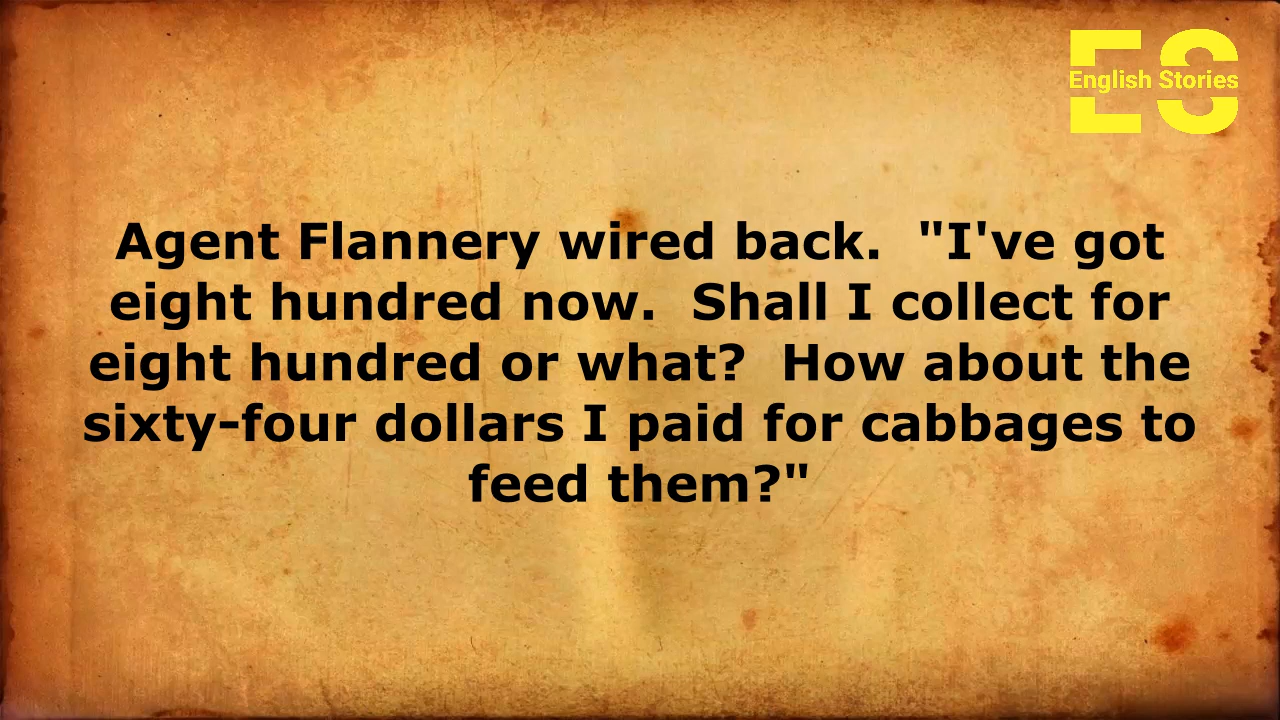 ES
English Stories
Agent Flannery wired back.  "I've got
eight hundred now.  Shall I collect for
eight hundred or what?  How about the
sixty-four dollars I paid for cabbages to
feed them?"